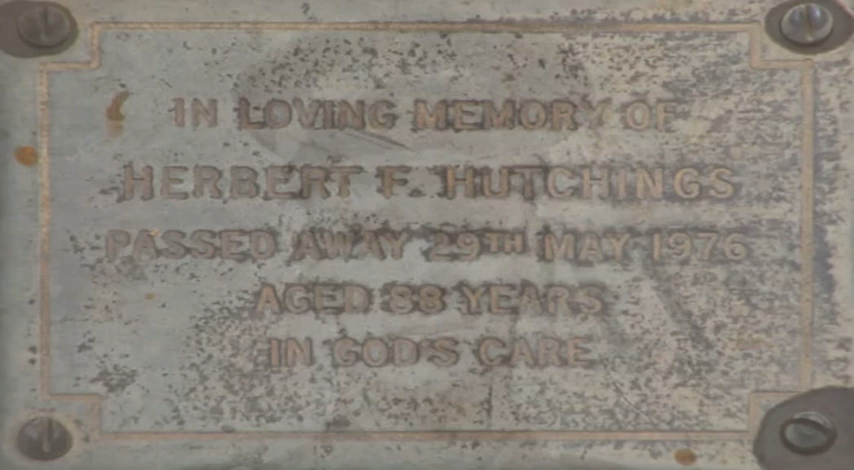 IN LOVING MEMORY OF
HERBERT F. HUTCHINGS
PASSED AWAY 29TH MAY 1976
AGED 88 YEARS
IN GOD'S CARE